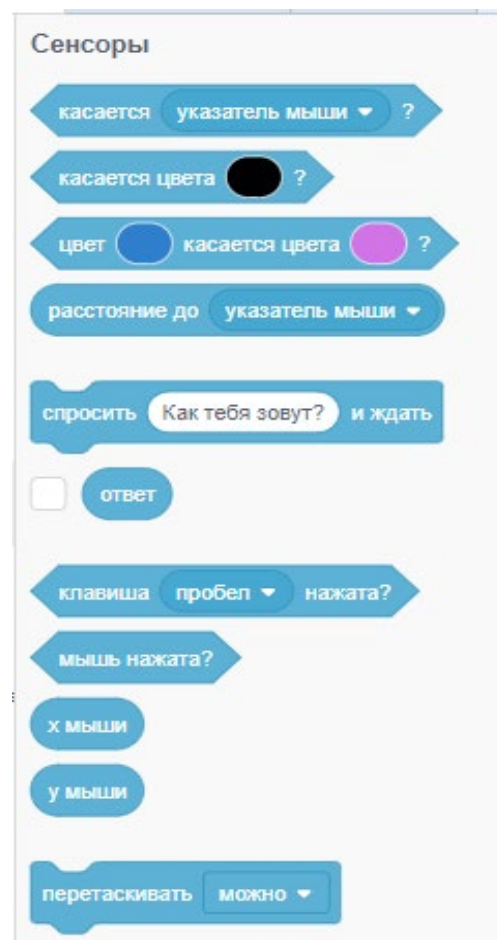 Сенсоры
касается указатель мыши ?
касается цвета ?
цвет касается цвета ?
расстояние до указатель мыши
спросить Как тебя зовут? и ждать
ответ
клавиша пробел нажата?
мышь нажата?
х мыши
у мыши
перетаскивать можно